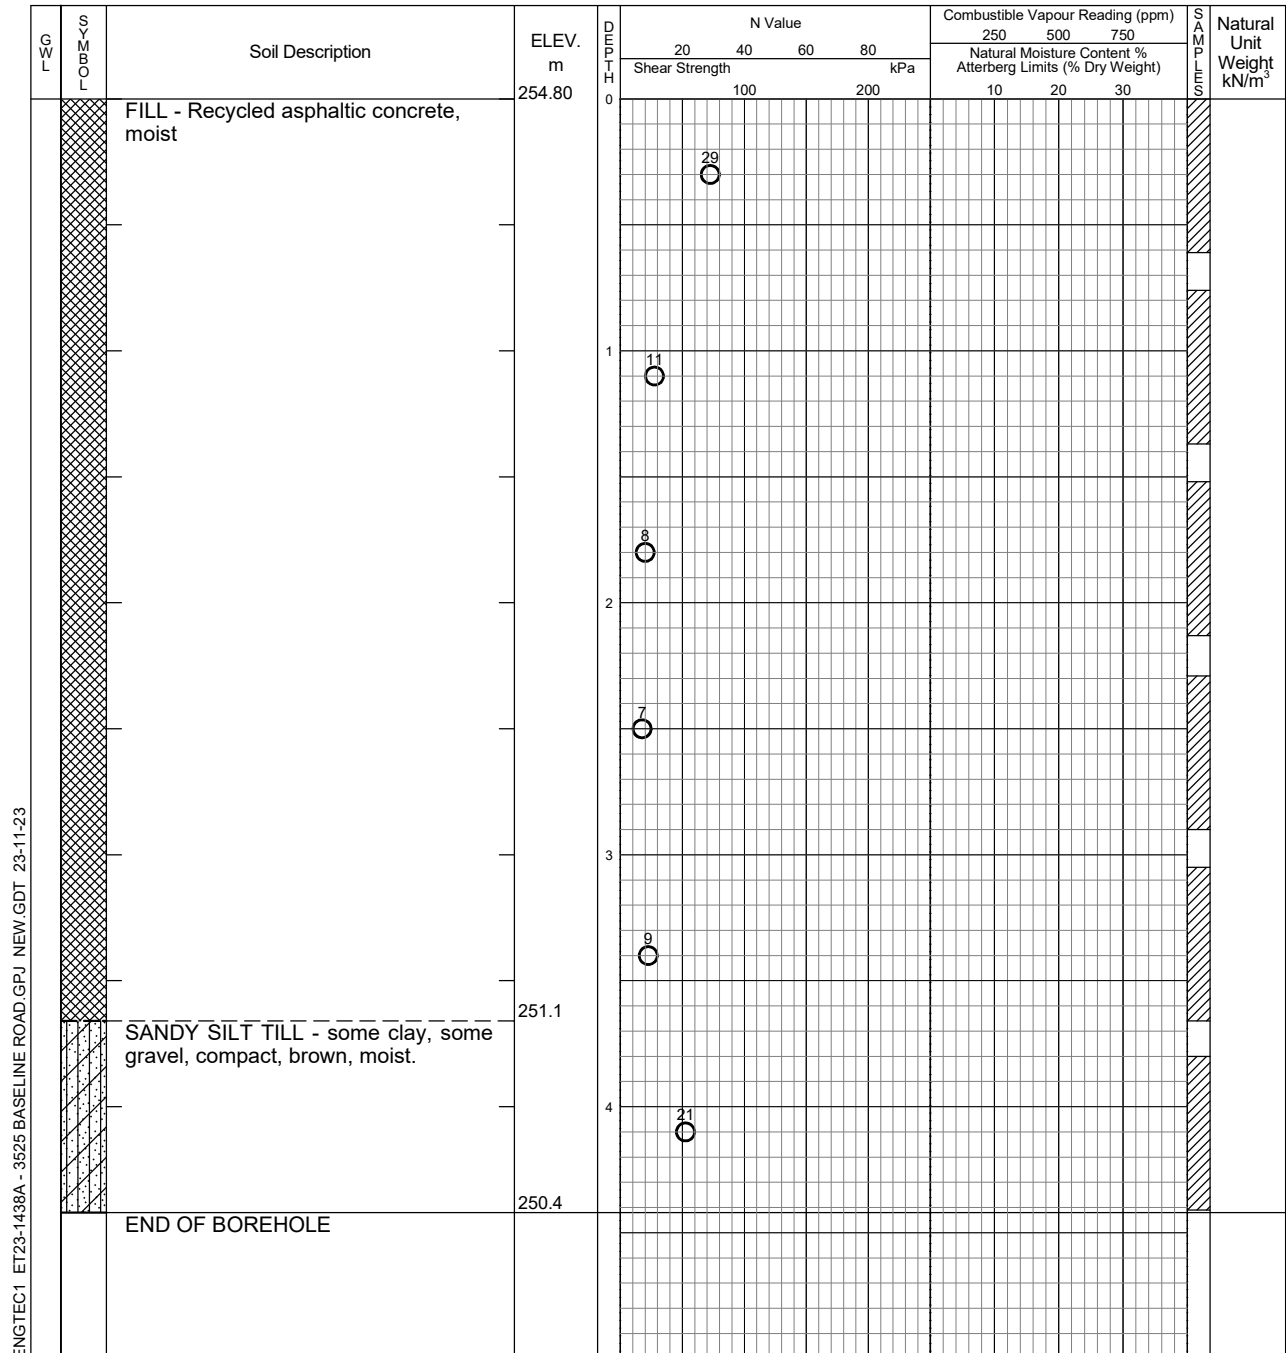 GWL
SYMBOL
Soil Description
ELEV.
m
DEPTH
N Value
20 40 60 80
Shear Strength kPa
100 200
Combustible Vapour Reading (ppm)
250 500 750
Natural Moisture Content %
Atterberg Limits (% Dry Weight)
10 20 30
SAMPLES
Natural
Unit
Weight
kN/m³
254.80
0
FILL - Recycled asphaltic concrete,
moist
29
1
11
8
2
7
3
9
251.1
SANDY SILT TILL - some clay, some
gravel, compact, brown, moist.
4
21
250.4
END OF BOREHOLE
ENGTEC1 ET23-1438A - 3525 BASELINE ROAD.GPJ NEW.GDT 23-11-23